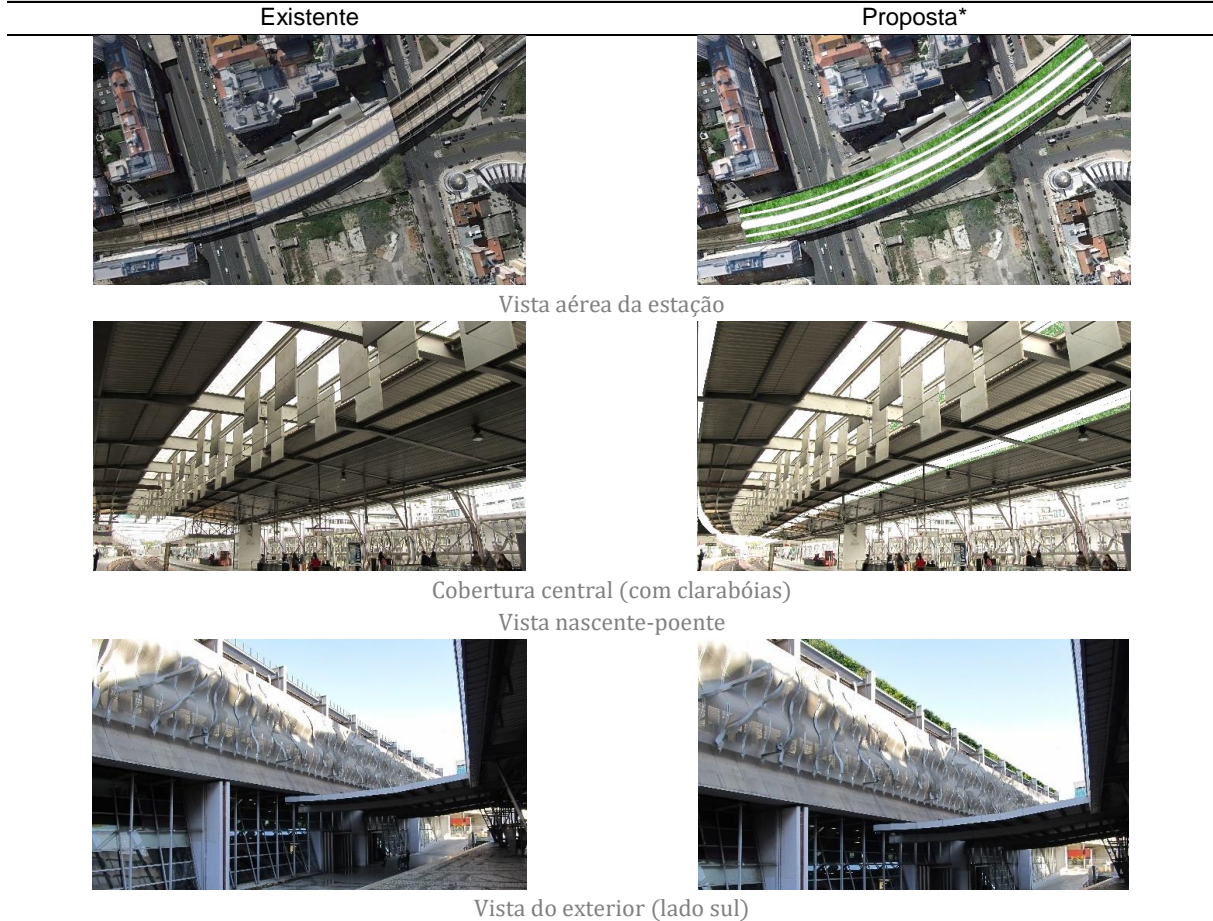 Existente Proposta*
Vista aérea da estação
Cobertura central (com clarabóias)
Vista nascente-poente
Vista do exterior (lado sul)